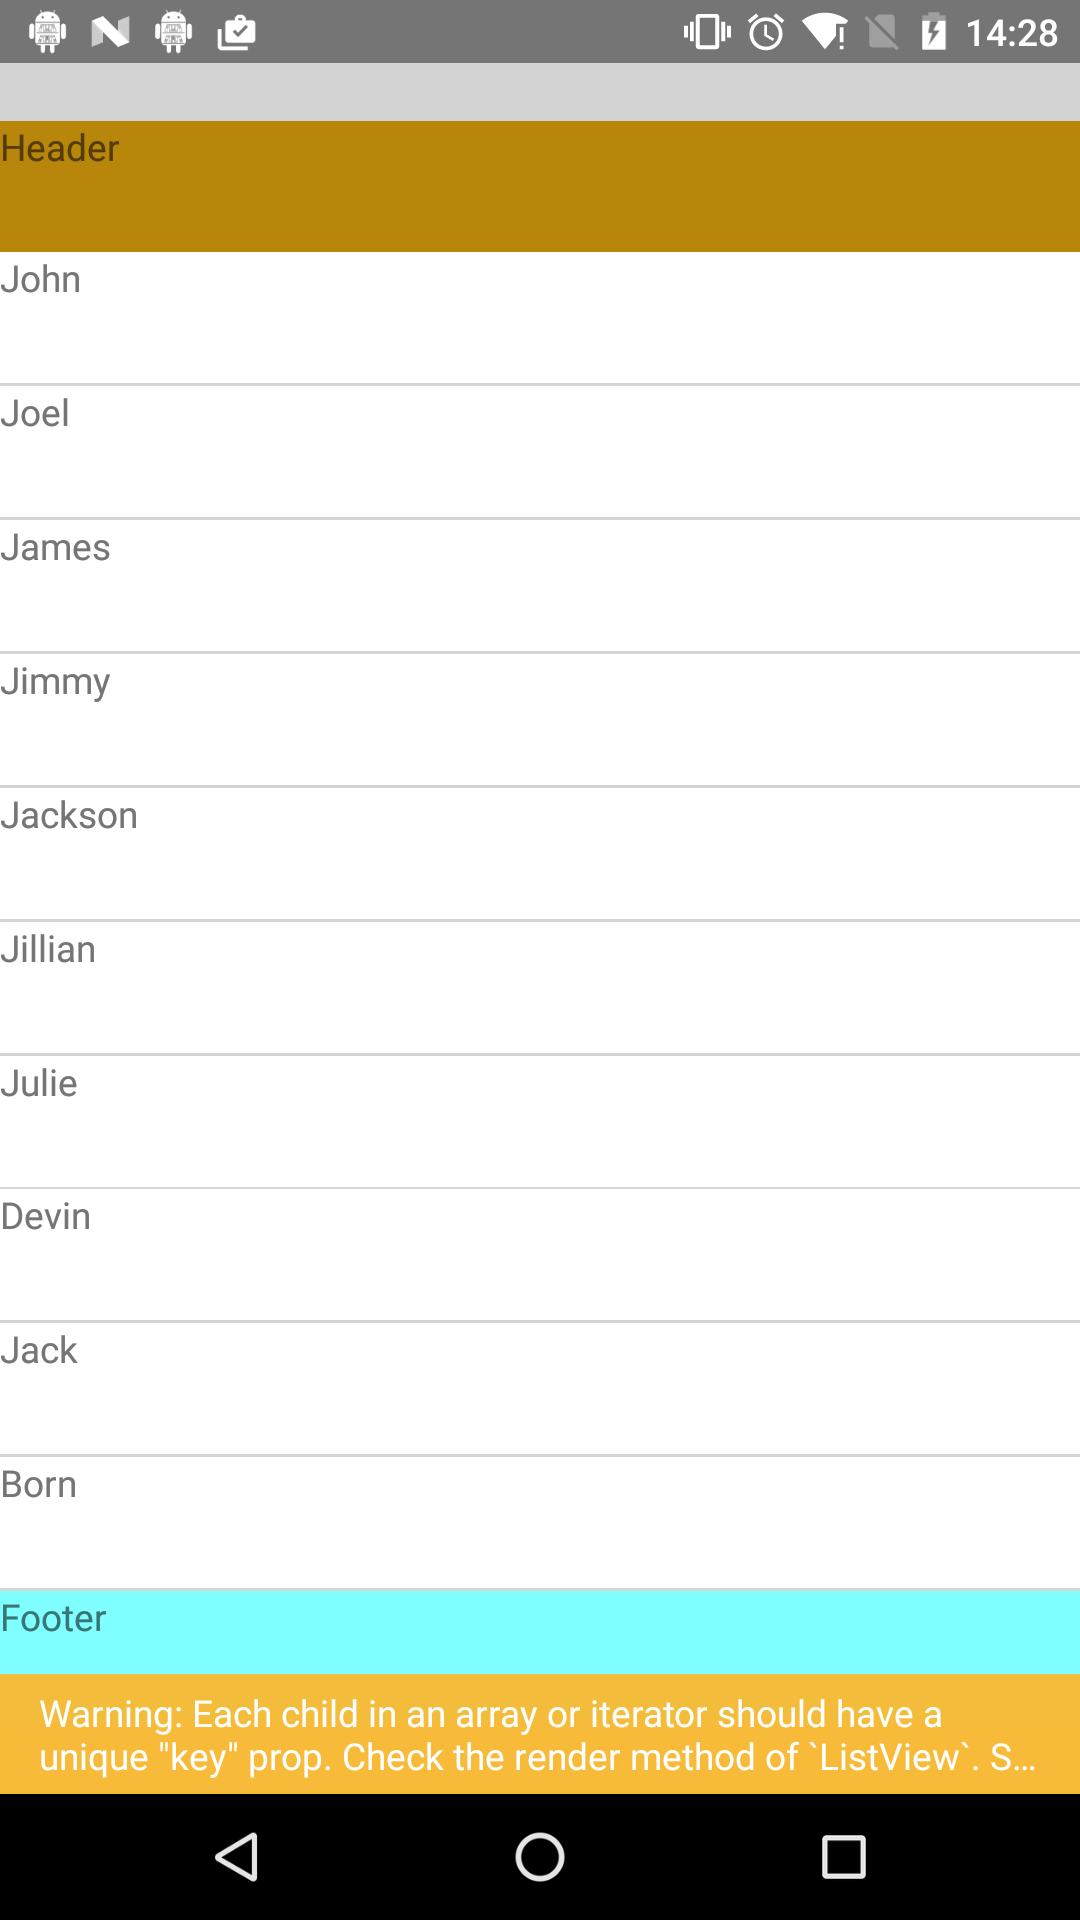 14:28
Header
John
Joel
James
Jimmy
Jackson
Jillian
Julie
Devin
Jack
Born
Footer
Warning: Each child in an array or iterator should have a
unique "key" prop. Check the render method of `ListView`. S...